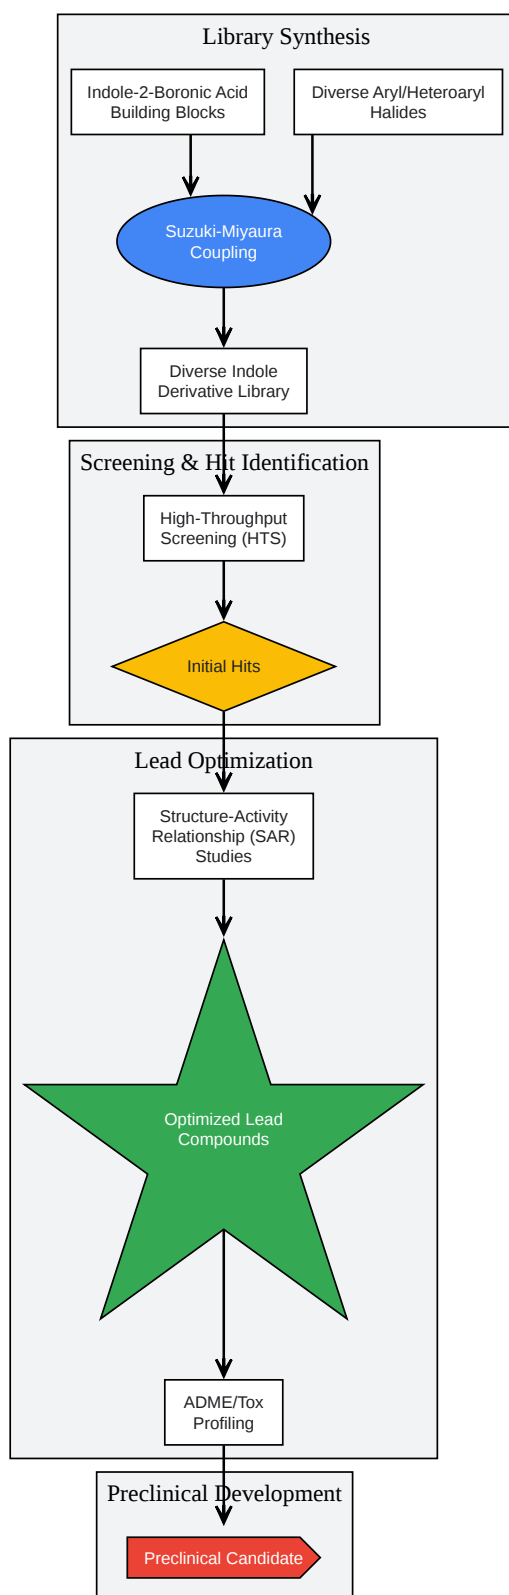 Library Synthesis
Indole-2-Boronic Acid
Building Blocks
Diverse Aryl/Heteroaryl
Halides
Suzuki-Miyaura
Coupling
Diverse Indole
Derivative Library
Screening & Hit Identification
High-Throughput
Screening (HTS)
Initial Hits
Lead Optimization
Structure-Activity
Relationship (SAR)
Studies
Optimized Lead
Compounds
ADME/Tox
Profiling
Preclinical Development
Preclinical Candidate